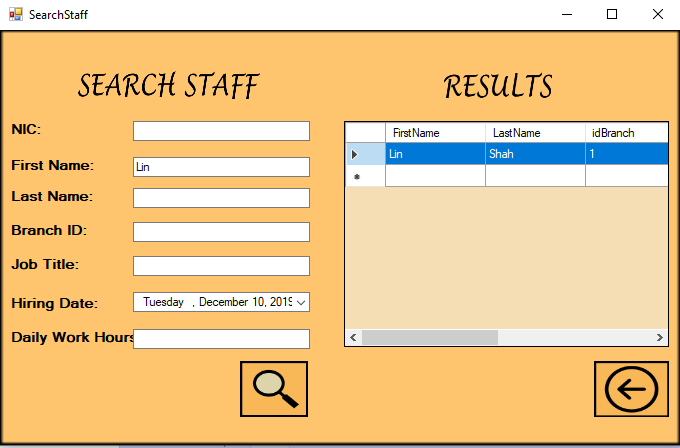 SearchStaff
SEARCH STAFF
NIC:
First Name: Lin
Last Name:
Branch ID:
Job Title:
Hiring Date: Tuesday , December 10, 2019
Daily Work Hours
RESULTS
FirstName LastName idBranch
Lin Shah 1